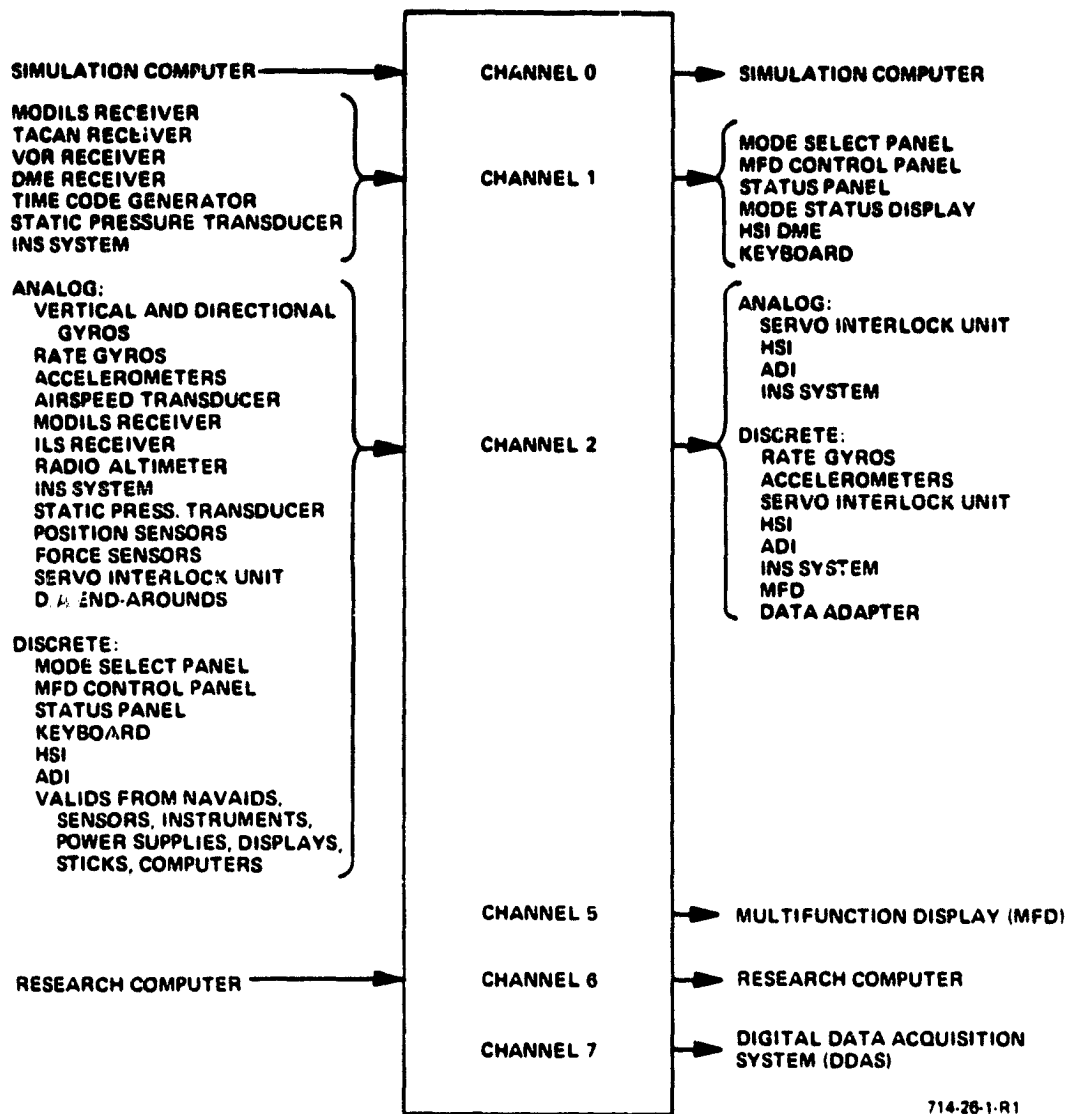 SIMULATION COMPUTER
CHANNEL 0
SIMULATION COMPUTER
MODILS RECEIVER
TACAN RECEIVER
VOR RECEIVER
DME RECEIVER
TIME CODE GENERATOR
STATIC PRESSURE TRANSDUCER
INS SYSTEM
CHANNEL 1
MODE SELECT PANEL
MFD CONTROL PANEL
STATUS PANEL
MODE STATUS DISPLAY
HSI DME
KEYBOARD
ANALOG:
VERTICAL AND DIRECTIONAL
GYROS
RATE GYROS
ACCELEROMETERS
AIRSPEED TRANSDUCER
MODILS RECEIVER
ILS RECEIVER
RADIO ALTIMETER
INS SYSTEM
STATIC PRESS. TRANSDUCER
POSITION SENSORS
FORCE SENSORS
SERVO INTERLOCK UNIT
END-AROUNDS
DISCRETE:
MODE SELECT PANEL
MFD CONTROL PANEL
STATUS PANEL
KEYBOARD
HSI
ADI
VALIDS FROM NAVAIDS,
SENSORS, INSTRUMENTS,
POWER SUPPLIES, DISPLAYS,
STICKS, COMPUTERS
CHANNEL 2
ANALOG:
SERVO INTERLOCK UNIT
HSI
ADI
INS SYSTEM
DISCRETE:
RATE GYROS
ACCELEROMETERS
SERVO INTERLOCK UNIT
HSI
ADI
INS SYSTEM
MFD
DATA ADAPTER
CHANNEL 5
MULTIFUNCTION DISPLAY (MFD)
RESEARCH COMPUTER
CHANNEL 6
RESEARCH COMPUTER
CHANNEL 7
DIGITAL DATA ACQUISITION
SYSTEM (DDAS)
714-26-1-R1